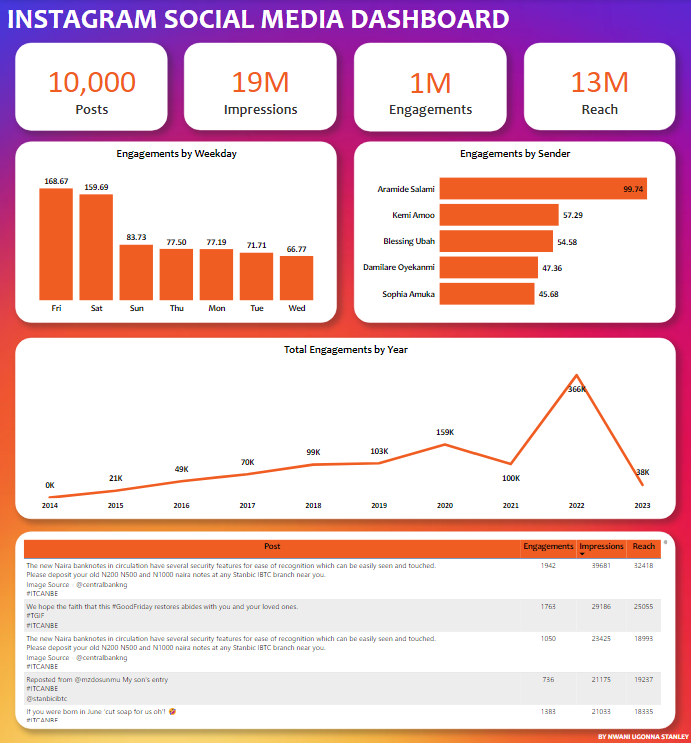 INSTAGRAM SOCIAL MEDIA DASHBOARD
10,000
Posts
19M
Impressions
1M
Engagements
13M
Reach
Engagements by Weekday
168.67
159.69
83.73
77.50
77.19
71.71
66.77
Fri
Sat
Sun
Thu
Mon
Tue
Wed
Engagements by Sender
Aramide Salami 99.74
Kemi Amoo 57.29
Blessing Ubah 54.58
Damilare Oyekanmi 47.36
Sophia Amuka 45.68
Total Engagements by Year
0K
21K
49K
70K
99K
103K
159K
100K
366K
38K
2014
2015
2016
2017
2018
2019
2020
2021
2022
2023
Post Engagements Impressions Reach
The new Naira banknotes in circulation have several security features for ease of recognition which can be easily seen and touched. 1942 39681 32418
Please deposit your old N200 N500 and N1000 naira notes at any Stanbic IBTC branch near you.
Image Source - @centralbankng
#ITCANBE
We hope the faith that this #GoodFriday restores abides with you and your loved ones. 1763 29186 25055
#TGIF
#ITCANBE
The new Naira banknotes in circulation have several security features for ease of recognition which can be easily seen and touched. 1050 23425 18993
Please deposit your old N200 N500 and N1000 naira notes at any Stanbic IBTC branch near you.
Image Source - @centralbankng
#ITCANBE
Reposted from @mzdosunmu My son's entry 736 21175 19237
#ITCANBE
@stanbicibtc
If you were born in June 'cut soap for us oh'! 🤣 1383 21033 18335
#ITCANBE
BY NWANI UGONNA STANLEY